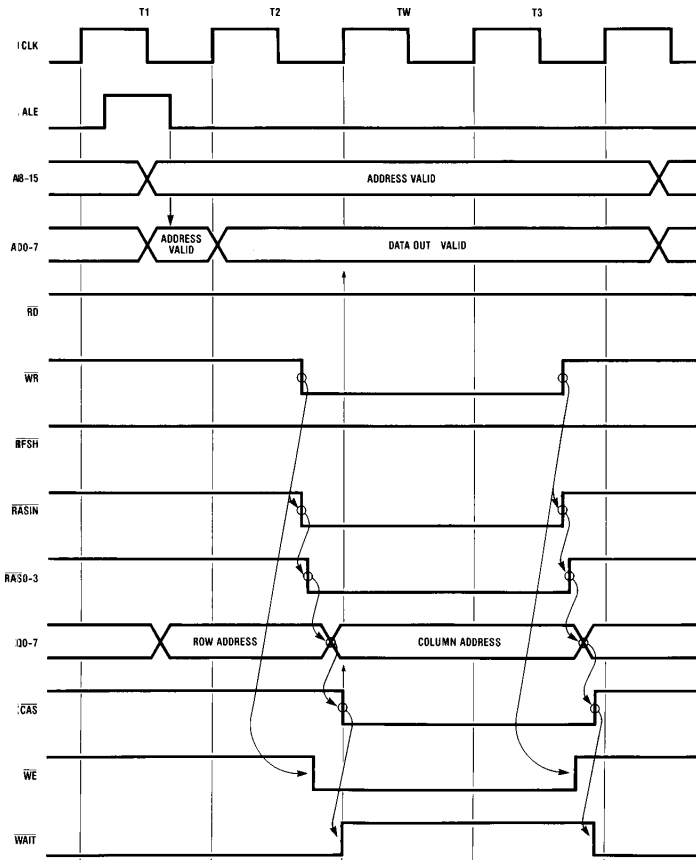 T1 T2 TW T3
CLK
ALE
A8-15 ADDRESS VALID
AD0-7 ADDRESS VALID DATA OUT VALID
RD
WR
RFSH
RASIN
RAS0-3
00-7 ROW ADDRESS COLUMN ADDRESS
CAS
WE
WAIT